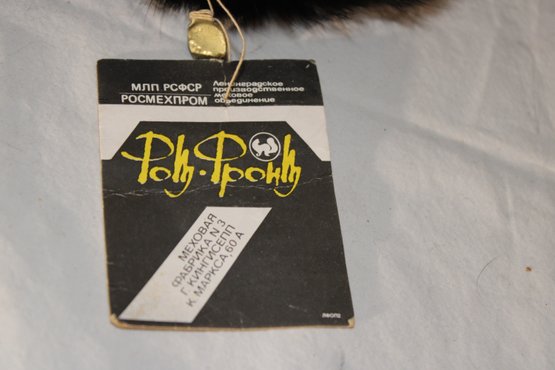 МЛП РСФСР
РОСМЕХПРОМ
Ленинградское
производственное
меховое
объединение
Рот·Фронт
МЕХОВАЯ
ФАБРИКА N 3
Г. КИНГИСЕПП
К. МАРКСА, 60 А